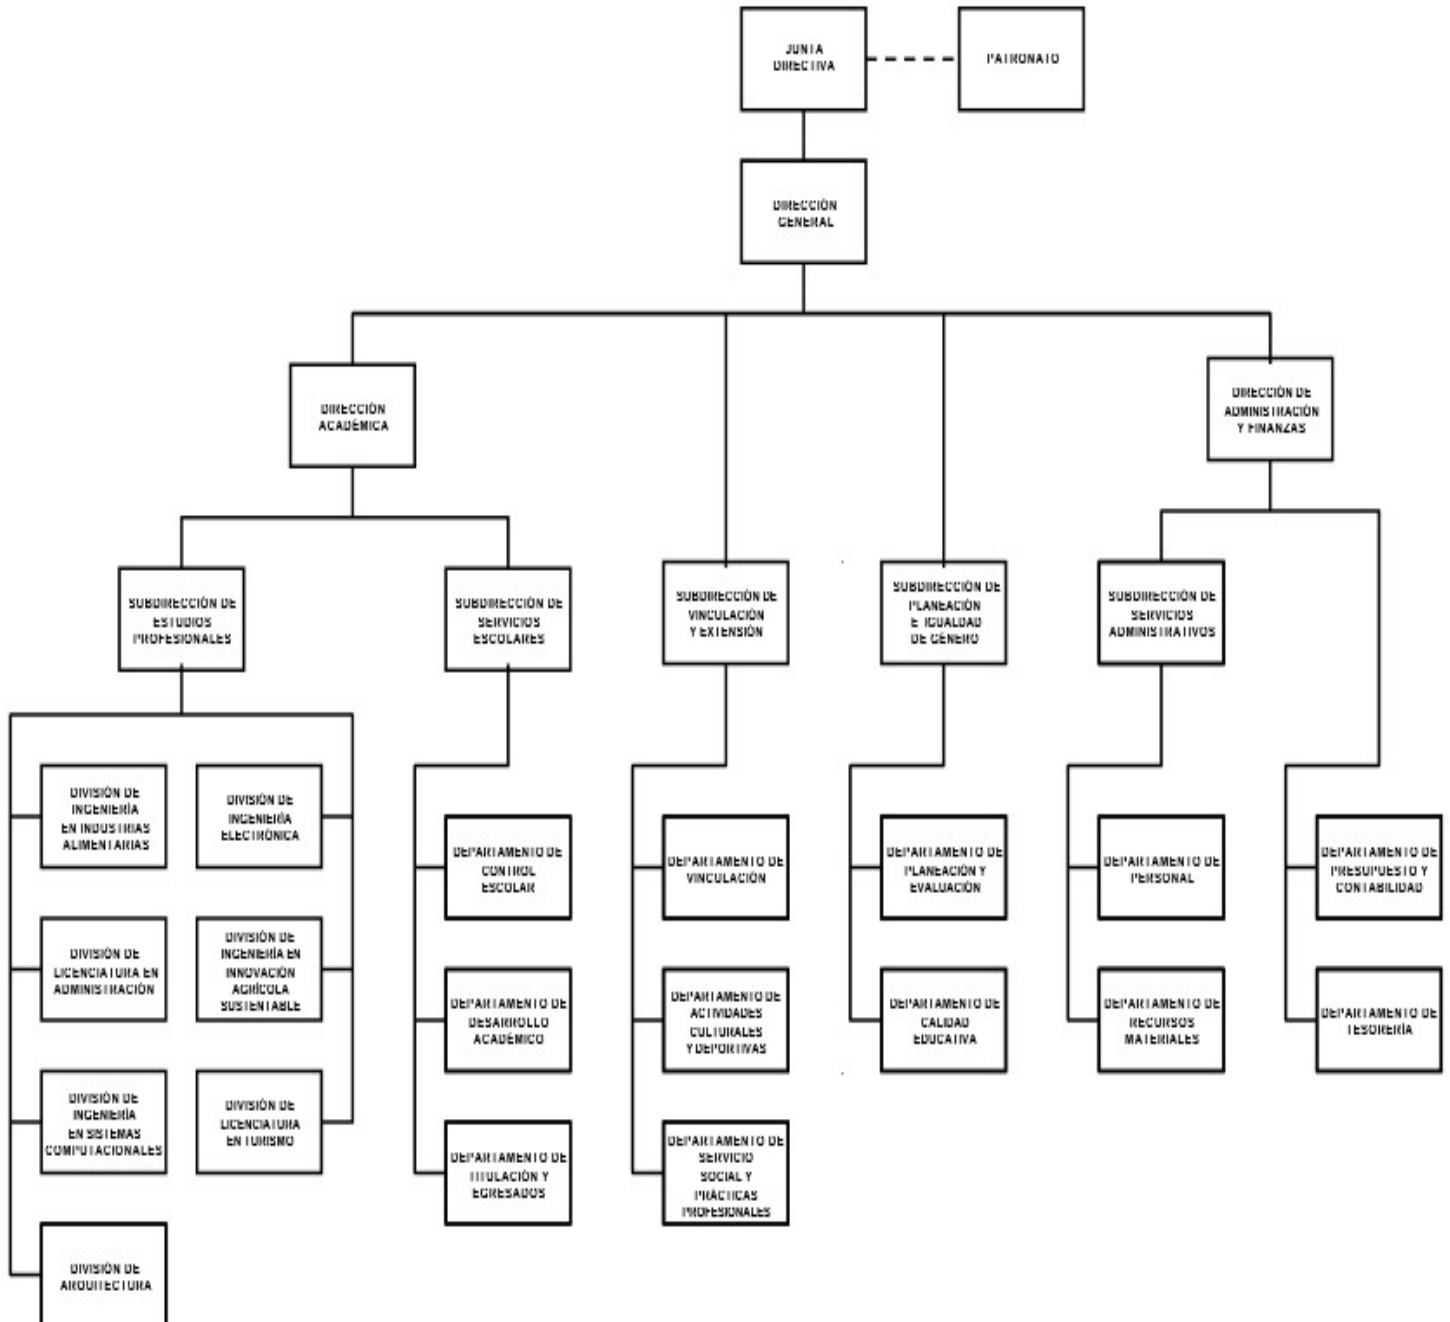 JUNTA
DIRECTIVA
PATRONATO
DIRECCIÓN
GENERAL
DIRECCIÓN
ACADÉMICA
DIRECCIÓN DE
ADMINISTRACIÓN
Y FINANZAS
SUBDIRECCIÓN DE
ESTUDIOS
PROFESIONALES
SUBDIRECCIÓN DE
SERVICIOS
ESCOLARES
SUBDIRECCIÓN DE
VINCULACIÓN
Y EXTENSIÓN
SUBDIRECCIÓN DE
PLANEACIÓN
E IGUALDAD
DE GÉNERO
SUBDIRECCIÓN DE
SERVICIOS
ADMINISTRATIVOS
DIVISIÓN DE
INGENIERÍA
EN INDUSTRIAS
ALIMENTARIAS
DIVISIÓN DE
INGENIERÍA
ELECTRÓNICA
DIVISIÓN DE
LICENCIATURA EN
ADMINISTRACIÓN
DIVISIÓN DE
INGENIERÍA EN
INNOVACIÓN
AGRÍCOLA
SUSTENTABLE
DIVISIÓN DE
INGENIERÍA
EN SISTEMAS
COMPUTACIONALES
DIVISIÓN DE
LICENCIATURA
EN TURISMO
DIVISIÓN DE
ARQUITECTURA
DEPARTAMENTO DE
CONTROL
ESCOLAR
DEPARTAMENTO DE
DESARROLLO
ACADÉMICO
DEPARTAMENTO DE
TITULACIÓN Y
EGRESADOS
DEPARTAMENTO DE
VINCULACIÓN
DEPARTAMENTO DE
ACTIVIDADES
CULTURALES
Y DEPORTIVAS
DEPARTAMENTO DE
SERVICIO
SOCIAL Y
PRÁCTICAS
PROFESIONALES
DEPARTAMENTO DE
PLANEACIÓN Y
EVALUACIÓN
DEPARTAMENTO DE
CALIDAD
EDUCATIVA
DEPARTAMENTO DE
PERSONAL
DEPARTAMENTO DE
RECURSOS
MATERIALES
DEPARTAMENTO DE
PRESUPUESTO Y
CONTABILIDAD
DEPARTAMENTO DE
TESORERÍA